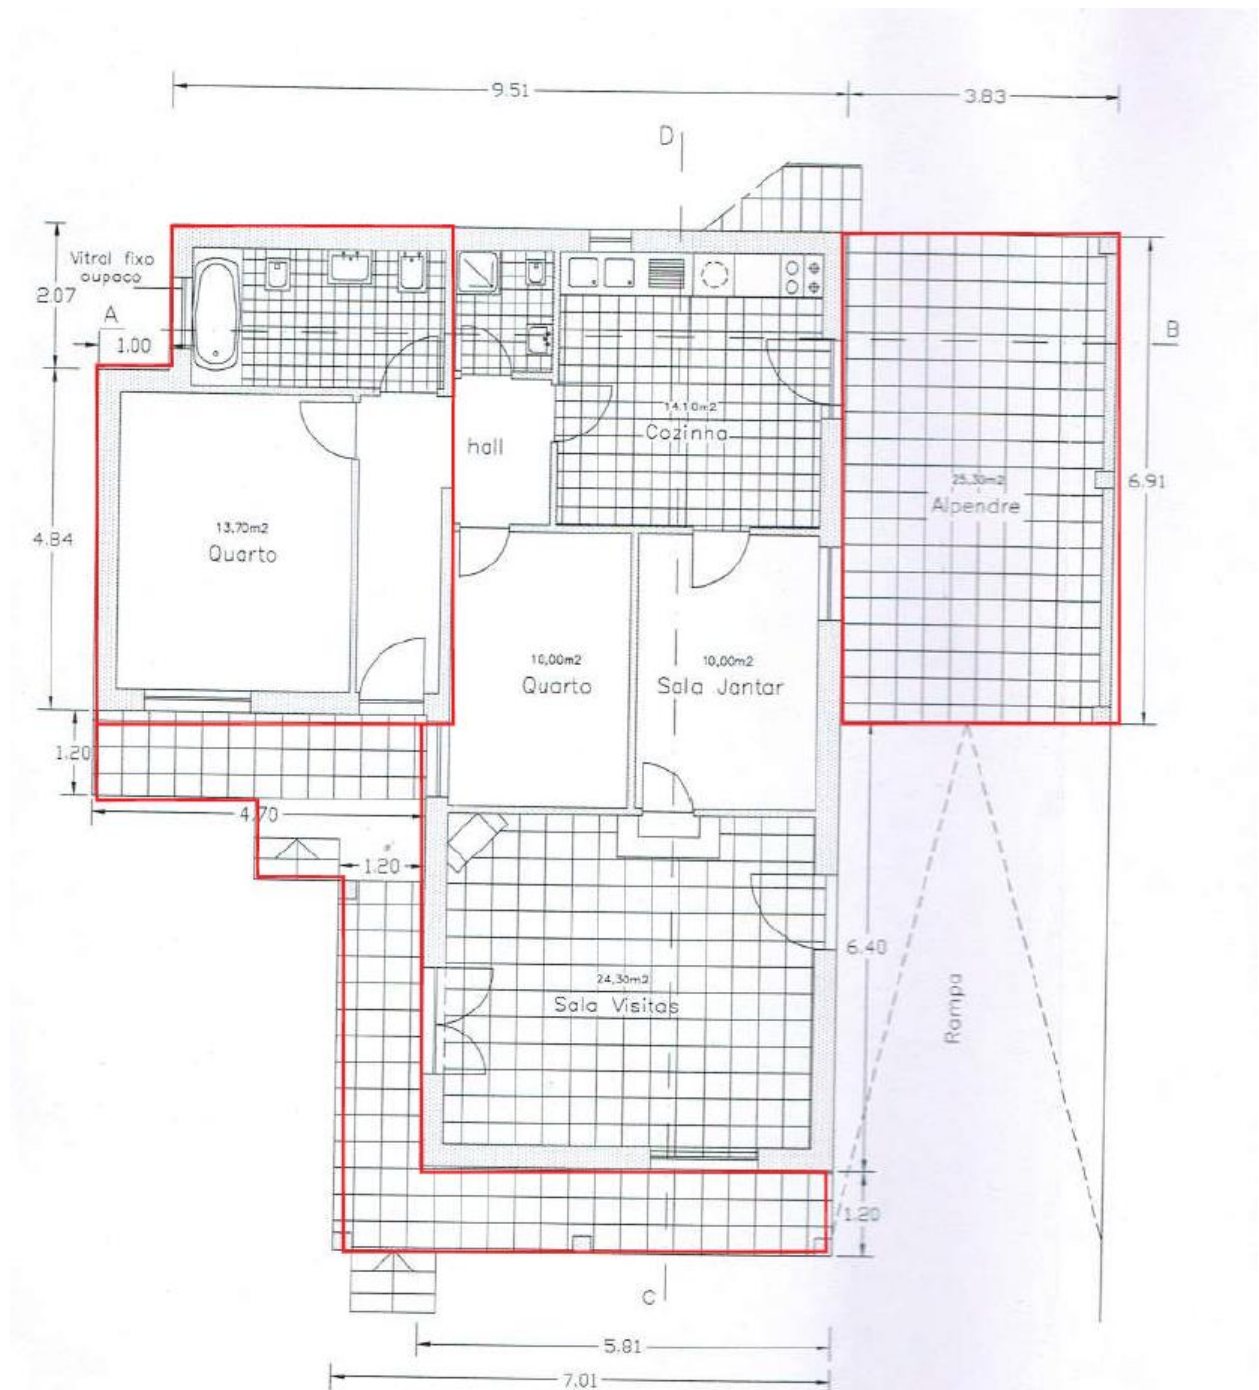 9.51
3.83
D
Vitral fixo
oupaco
2.07
A
1.00
B
14.10m2
Cozinha
hall
25,30m2
Alpendre
6.91
13,70m2
Quarto
4.84
10,00m2
Quarto
10,00m2
Sala Jantar
1.20
4.70
1.20
6.40
24,30m2
Sala Visitas
Rampa
1.20
C
5.81
7.01